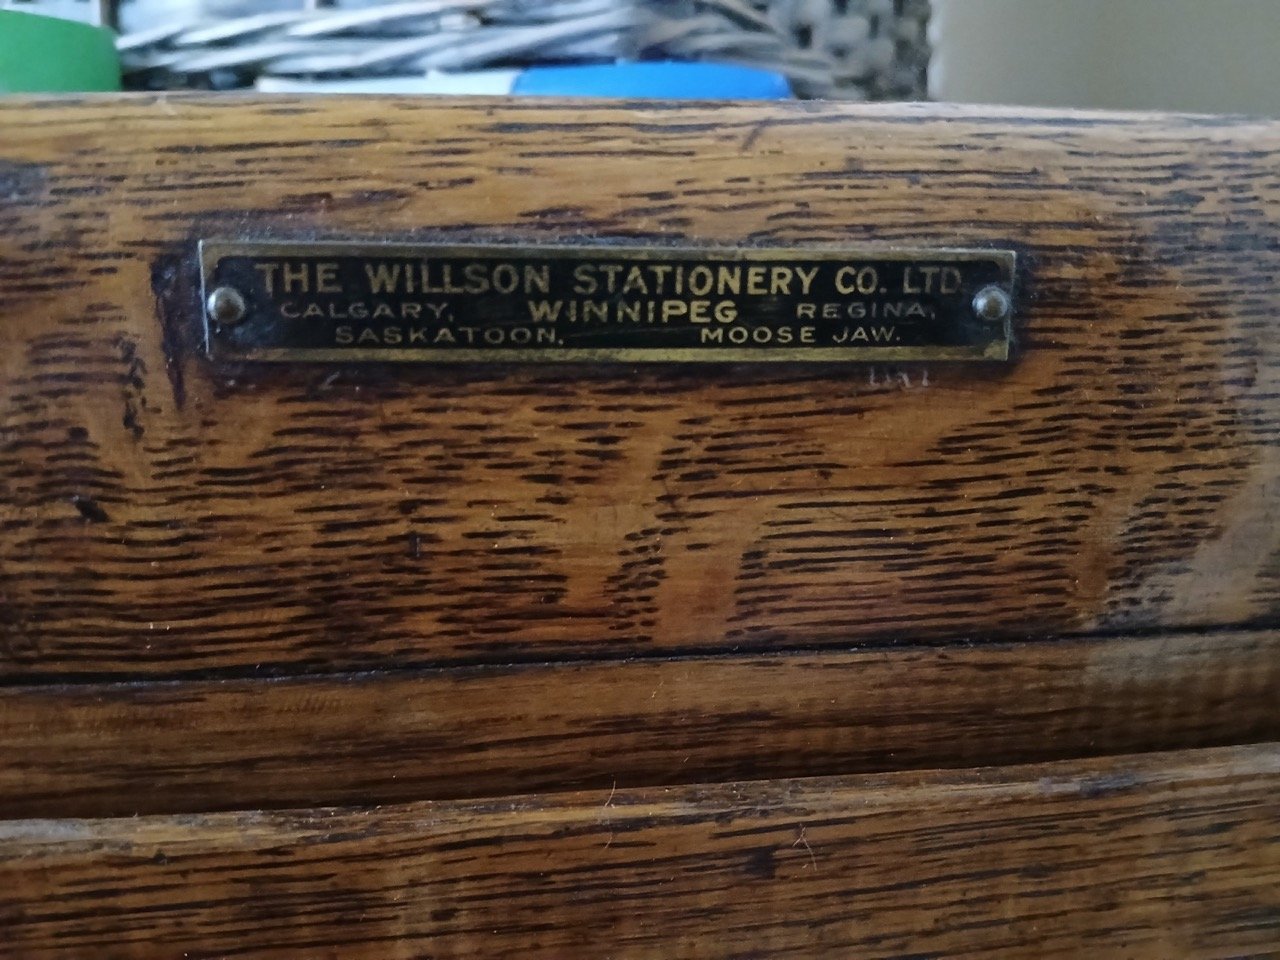 THE WILLSON STATIONERY CO. LTD.
CALGARY, WINNIPEG REGINA,
SASKATOON. MOOSE JAW.